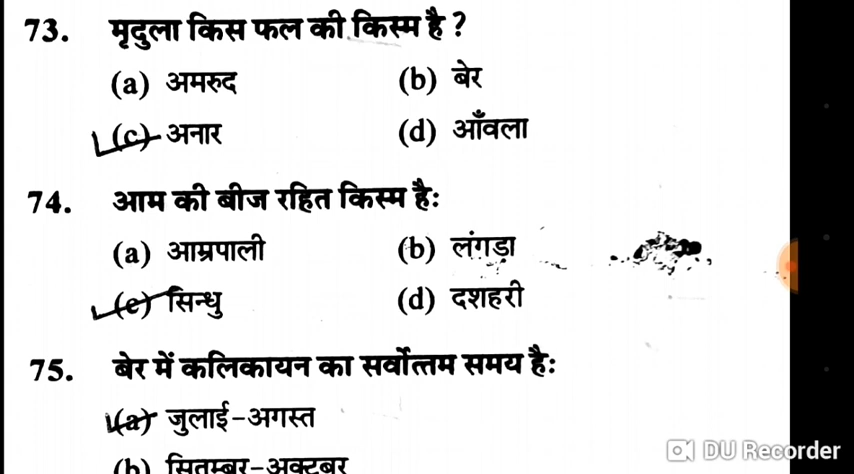 73. मृदुला किस फल की किस्म है ?
(a) अमरुद (b) बेर
(c) अनार (d) आँवला
74. आम की बीज रहित किस्म हैः
(a) आम्रपाली (b) लंगड़ा
(c) सिन्धु (d) दशहरी
75. बेर में कलिकायन का सर्वोत्तम समय हैः
(a) जुलाई-अगस्त
(b) सितम्बर-अक्टूबर
DU Recorder